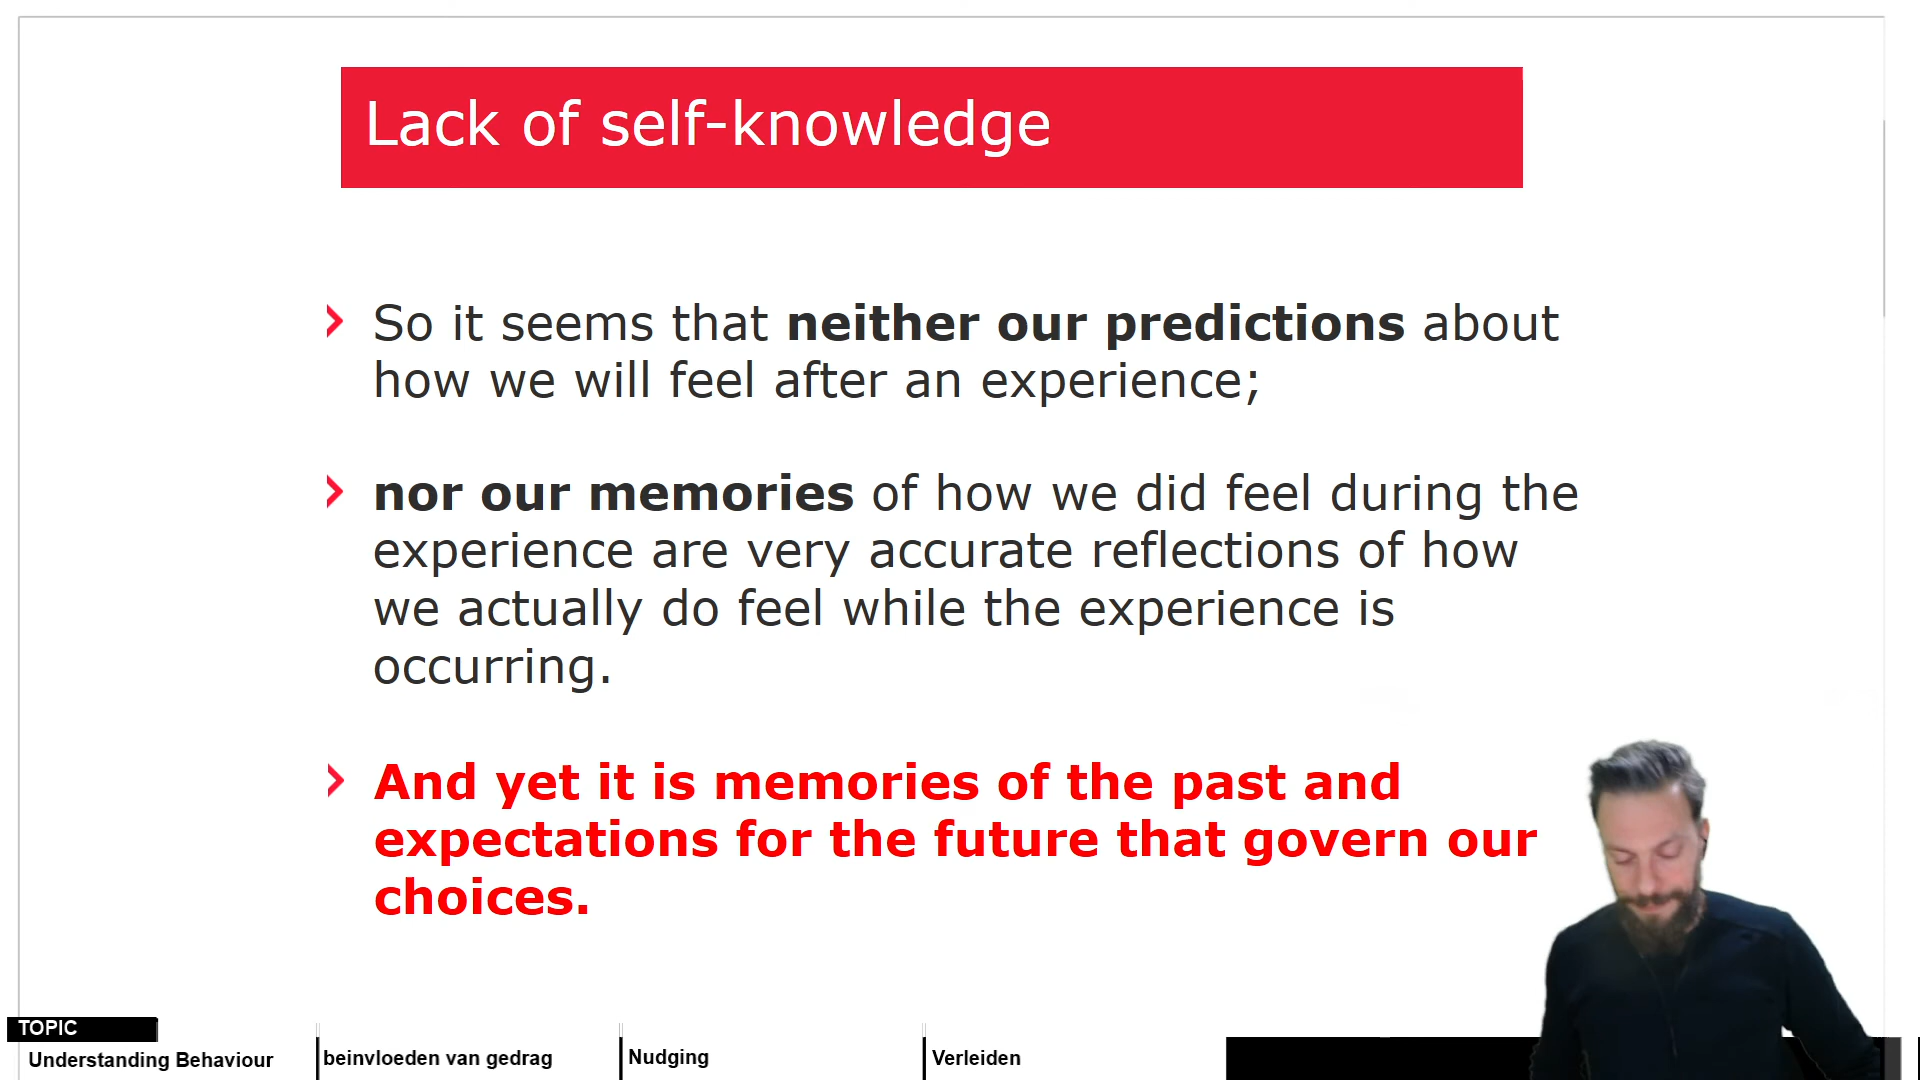 Lack of self-knowledge
So it seems that neither our predictions about
how we will feel after an experience;
nor our memories of how we did feel during the
experience are very accurate reflections of how
we actually do feel while the experience is
occurring.
And yet it is memories of the past and
expectations for the future that govern our
choices.
TOPIC
Understanding Behaviour
beinvloeden van gedrag
Nudging
Verleiden